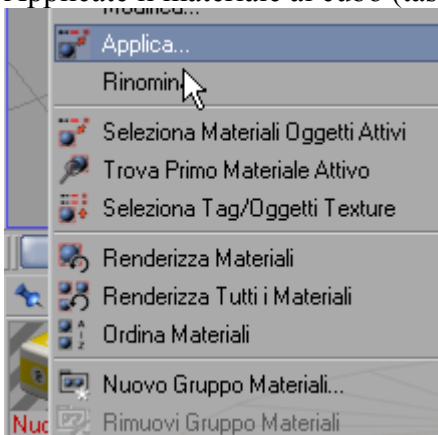 Applica...
Rinomina
Seleziona Materiali Oggetti Attivi
Trova Primo Materiale Attivo
Seleziona Tag/Oggetti Texture
Renderizza Materiali
Renderizza Tutti i Materiali
Ordina Materiali
Nuovo Gruppo Materiali...
Nuo
Rimuovi Gruppo Materiali